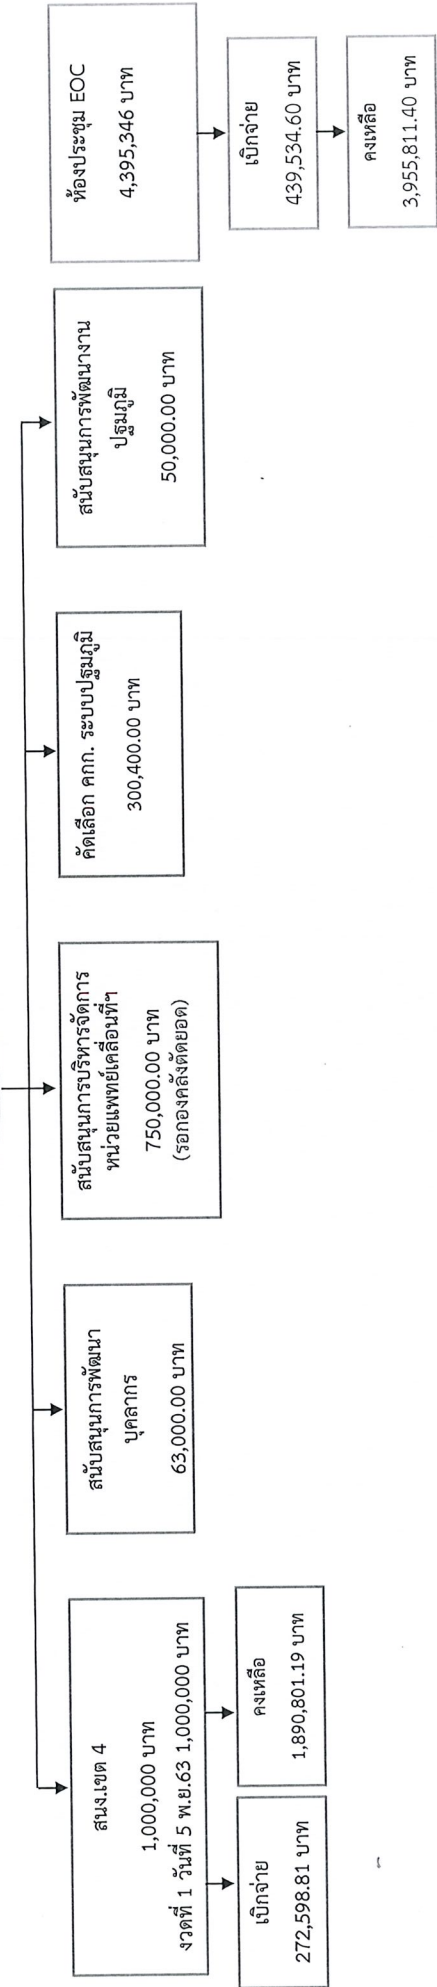 สนง.เขต 4
1,000,000 บาท
งวดที่ 1 วันที่ 5 พ.ย.63 1,000,000 บาท
เบิกจ่าย
272,598.81 บาท
คงเหลือ
1,890,801.19 บาท
สนับสนุนการพัฒนา
บุคลากร
63,000.00 บาท
สนับสนุนการบริหารจัดการ
หน่วยแพทย์เคลื่อนที่ฯ
750,000.00 บาท
(รอกองคลังตัดยอด)
คัดเลือก คกก. ระบบปฐมภูมิ
300,400.00 บาท
สนับสนุนการพัฒนางาน
ปฐมภูมิ
50,000.00 บาท
ห้องประชุม EOC
4,395,346 บาท
เบิกจ่าย
439,534.60 บาท
คงเหลือ
3,955,811.40 บาท